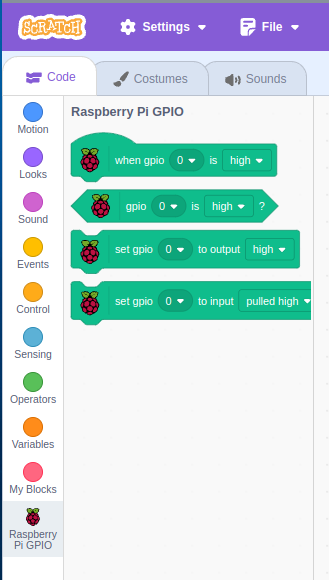 SCRATCH Settings File
Code Costumes Sounds
Raspberry Pi GPIO
when gpio 0 is high
gpio 0 is high ?
set gpio 0 to output high
set gpio 0 to input pulled high
Motion
Looks
Sound
Events
Control
Sensing
Operators
Variables
My Blocks
Raspberry
Pi GPIO